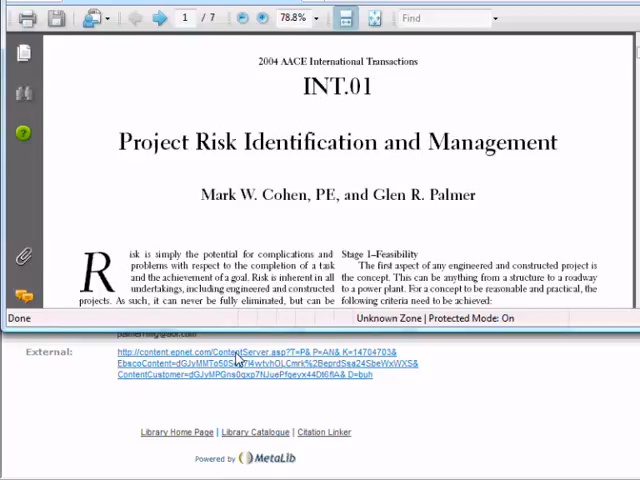 1 / 7
78.8%
Find
2004 AACE International Transactions
INT.01
Project Risk Identification and Management
Mark W. Cohen, PE, and Glen R. Palmer
Risk is simply the potential for complications and
problems with respect to the completion of a task
and the achievement of a goal. Risk is inherent in all
undertakings, including engineered and constructed
projects. As such, it can never be fully eliminated, but can be
Stage 1–Feasibility
The first aspect of any engineered and constructed project is
the concept. This can be anything from a structure to a roadway
to a power plant. For a concept to be reasonable and practical, the
following criteria need to be achieved:
Done
Unknown Zone | Protected Mode: On
External:
http://content.epnet.com/ContentServer.asp?T=P& P=AN& K=14704703&
Library Home Page | Library Catalogue | Citation Linker
Powered by MetaLib